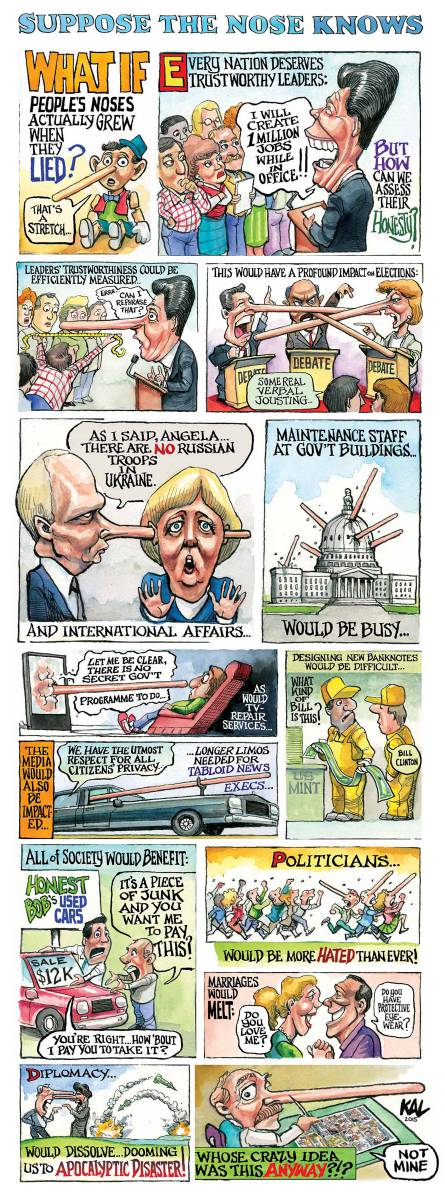 SUPPOSE THE NOSE KNOWS
WHAT IF
PEOPLE'S NOSES
ACTUALLY GREW
WHEN
THEY
LIED?
THAT'S
A
STRETCH...
EVERY NATION DESERVES
TRUSTWORTHY LEADERS:
I WILL
CREATE
1 MILLION
JOBS
WHILE
IN
OFFICE!!
BUT
HOW
CAN WE
ASSESS
THEIR
HONESTY?
LEADERS' TRUSTWORTHINESS COULD BE
EFFICIENTLY MEASURED...
ERRR...
CAN I
REPHRASE
THAT?
THIS WOULD HAVE A PROFOUND IMPACT ON ELECTIONS:
DEBATE
DEBATE
DEBATE
SOME REAL
VERBAL
JOUSTING...
AS I SAID, ANGELA...
THERE ARE NO RUSSIAN
TROOPS
IN
UKRAINE.
AND INTERNATIONAL AFFAIRS...
MAINTENANCE STAFF
AT GOV'T BUILDINGS...
WOULD BE BUSY...
LET ME BE CLEAR,
THERE IS NO
SECRET GOV'T
PROGRAMME TO DO...
AS
WOULD
TV-
REPAIR
SERVICES...
DESIGNING NEW BANKNOTES
WOULD BE DIFFICULT...
WHAT
KIND
OF
BILL
IS THIS?
BILL
CLINTON
US
MINT
THE
MEDIA
WOULD
ALSO
BE
IMPACT-
ED...
WE HAVE THE UTMOST
RESPECT FOR ALL
CITIZENS' PRIVACY...
...LONGER LIMOS
NEEDED FOR
TABLOID NEWS
EXECS...
ALL OF SOCIETY WOULD BENEFIT:
HONEST
BOB'S USED
CARS
IT'S A PIECE
OF JUNK
AND YOU
WANT ME
TO PAY
THIS?
SALE
$12K
YOU'RE RIGHT... HOW 'BOUT
I PAY YOU TO TAKE IT?
POLITICIANS...
WOULD BE MORE HATED THAN EVER!
MARRIAGES
WOULD
MELT:
DO
YOU
LOVE
ME?
DO YOU
HAVE
PROTECTIVE
EYE-
WEAR?
DIPLOMACY...
WOULD DISSOLVE...DOOMING
US TO APOCALYPTIC DISASTER!
KAL
2015
WHOSE CRAZY IDEA
WAS THIS ANYWAY?!?
NOT
MINE